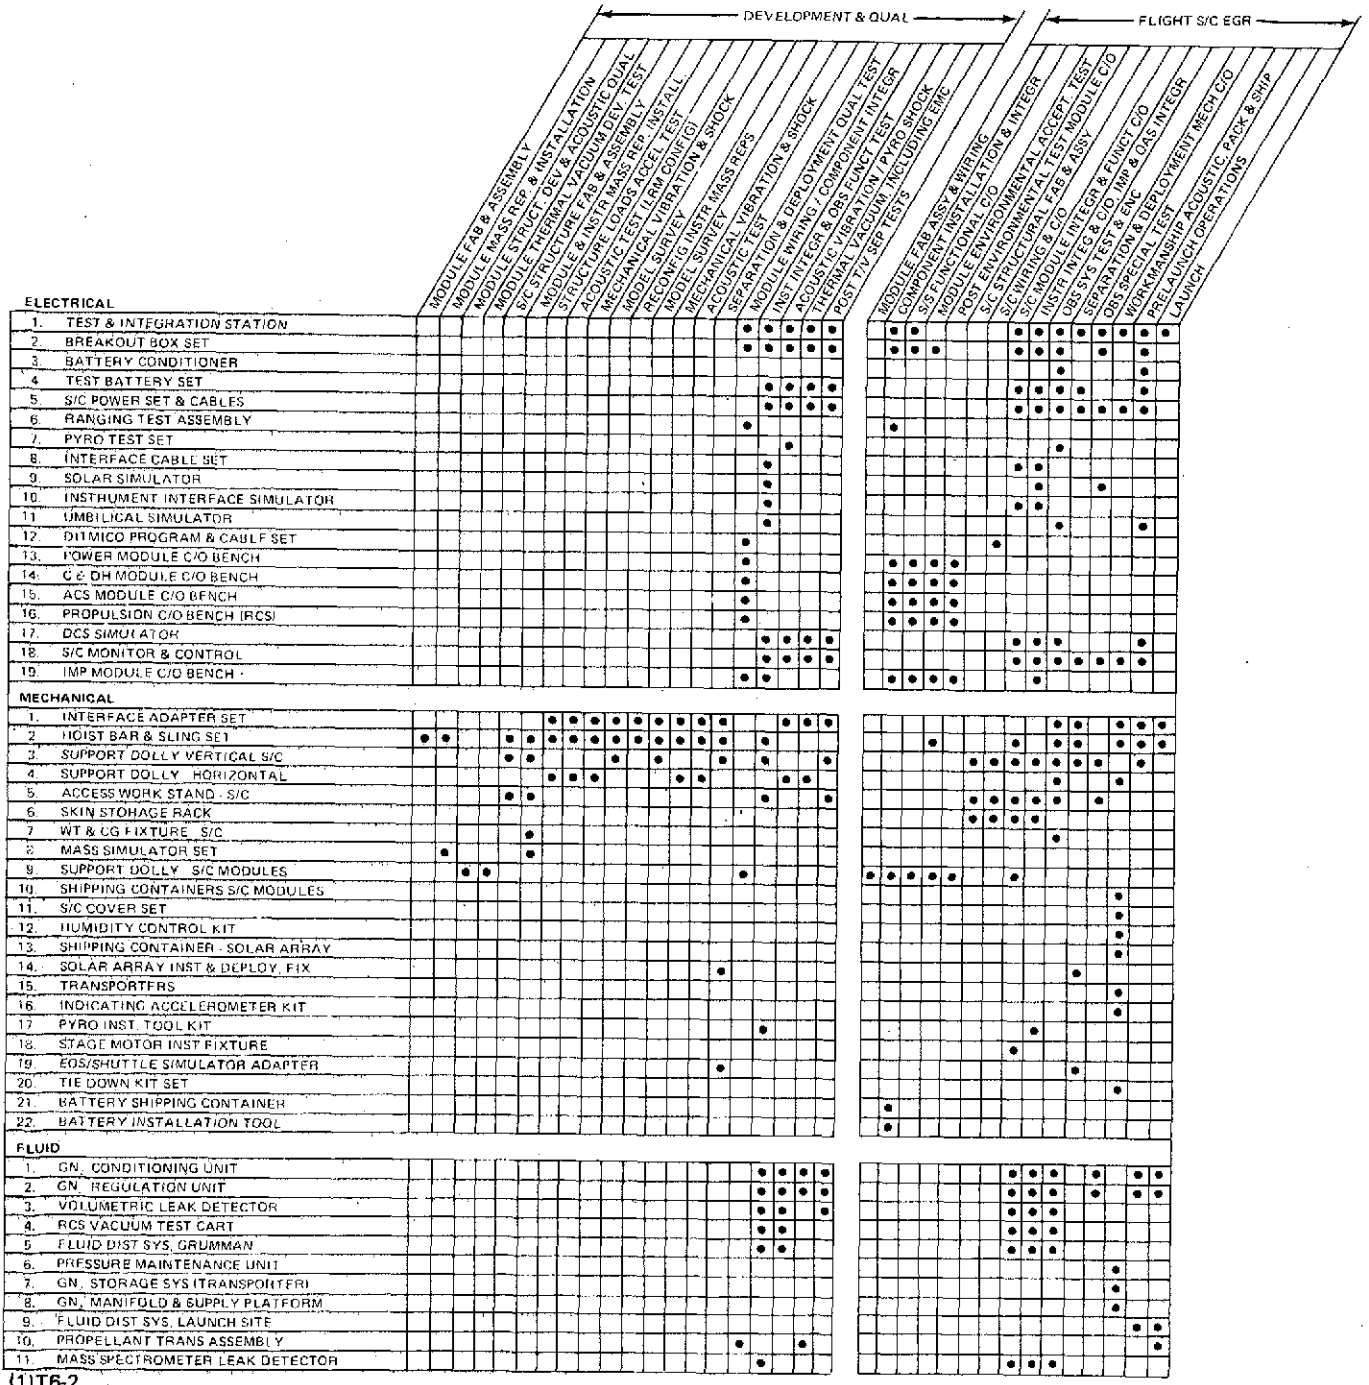 DEVELOPMENT & QUAL
FLIGHT S/C EGR
MODULE FAB & ASSEMBLY
MODULE MASS REP. & INSTALLATION
MODULE STRUCT. DEV & ACOUSTIC QUAL
MODULE THERMAL VACUUM DEV. TEST
S/C STRUCTURE FAB & ASSEMBLY
MODULE & INSTR MASS REP. INSTALL.
STRUCTURE LOADS ACCEL TEST
ACOUSTIC TEST (LRM CONFIG)
MECHANICAL VIBRATION & SHOCK
MODEL SURVEY
RECONFIG INSTR MASS REPS
MODEL SURVEY
MECHANICAL VIBRATION & SHOCK
ACOUSTIC TEST
SEPARATION & DEPLOYMENT QUAL TEST
MODULE WIRING / COMPONENT INTEGR
INST INTEGR & OBS FUNCT TEST
ACOUSTIC VIBRATION / PYRO SHOCK
THERMAL VACUUM, INCLUDING EMC
POST T/V SEP TESTS
MODULE FAB ASSY & WIRING
COMPONENT INSTALLATION & INTEGR
S/S FUNCTIONAL C/O
MODULE ENVIRONMENTAL ACCEPT. TEST
POST ENVIRONMENTAL TEST MODULE C/O
S/C STRUCTURAL FAB & ASSY
S/C WIRING & C/O
S/C MODULE INTEGR & FUNCT C/O
INSTR INTEG & C/O, IMP & OAS INTEGR
OBS SYS TEST & ENC
SEPARATION & DEPLOYMENT MECH C/O
OBS SPECIAL TEST
WORKMANSHIP ACOUSTIC, PACK & SHIP
PRELAUNCH OPERATIONS
LAUNCH
ELECTRICAL
1. TEST & INTEGRATION STATION
2. BREAKOUT BOX SET
3. BATTERY CONDITIONER
4 TEST BATTERY SET
5. S/C POWER SET & CABLES
6. RANGING TEST ASSEMBLY
7. PYRO TEST SET
8. INTERFACE CABLE SET
9. SOLAR SIMULATOR
10. INSTHUMENT INTERFACE SIMULATOR
11 UMBILICAL SIMULATOR
12. DITMICO PROGRAM & CABLE SET
13. POWER MODULE C/O BENCH
14. C & DH MODULE C/O BENCH
15. ACS MODULE C/O BENCH
16. PROPULSION C/O BENCH (RCS)
17. DCS SIMULATOR
18. S/C MONITOR & CONTROL
19. IMP MODULE C/O BENCH
MECHANICAL
1. INTERFACE ADAPTER SET
2 HOIST BAR & SLING SET
3. SUPPORT DOLLY VERTICAL S/C
4. SUPPORT DOLLY HORIZONTAL
5. ACCESS WORK STAND - S/C
6. SKIN STORAGE RACK
7 WT & CG FIXTURE S/C
8 MASS SIMULATOR SET
9. SUPPORT DOLLY S/C MODULES
10. SHIPPING CONTAINERS S/C MODULES
11. S/C COVER SET
12. HUMIDITY CONTROL KIT
13. SHIPPING CONTAINER - SOLAR ARRAY
14. SOLAR ARRAY INST & DEPLOY. FIX
15. TRANSPORTERS
16. INDICATING ACCELEROMETER KIT
17 PYRO INST. TOOL KIT
18. STAGE MOTOR INST FIXTURE
19. EOS/SHUTTLE SIMULATOR ADAPTER
20. TIE DOWN KIT SET
21. BATTERY SHIPPING CONTAINER
22. BATTERY INSTALLATION TOOL
FLUID
1. GN, CONDITIONING UNIT
2. GN, REGULATION UNIT
3. VOLUMETRIC LEAK DETECTOR
4. RCS VACUUM TEST CART
5 FLUID DIST SYS, GRUMMAN
6. PRESSURE MAINTENANCE UNIT
7. GN, STORAGE SYS (TRANSPORTER)
8. GN, MANIFOLD & SUPPLY PLATFORM
9. FLUID DIST SYS, LAUNCH SITE
10. PROPELLANT TRANS ASSEMBLY
11. MASS SPECTROMETER LEAK DETECTOR
(1)T6-2